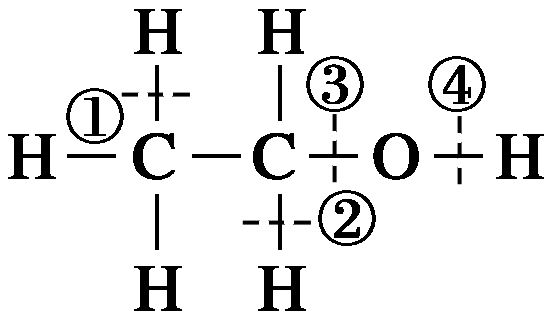 H H
① ③ ④
H C C O H
②
H H